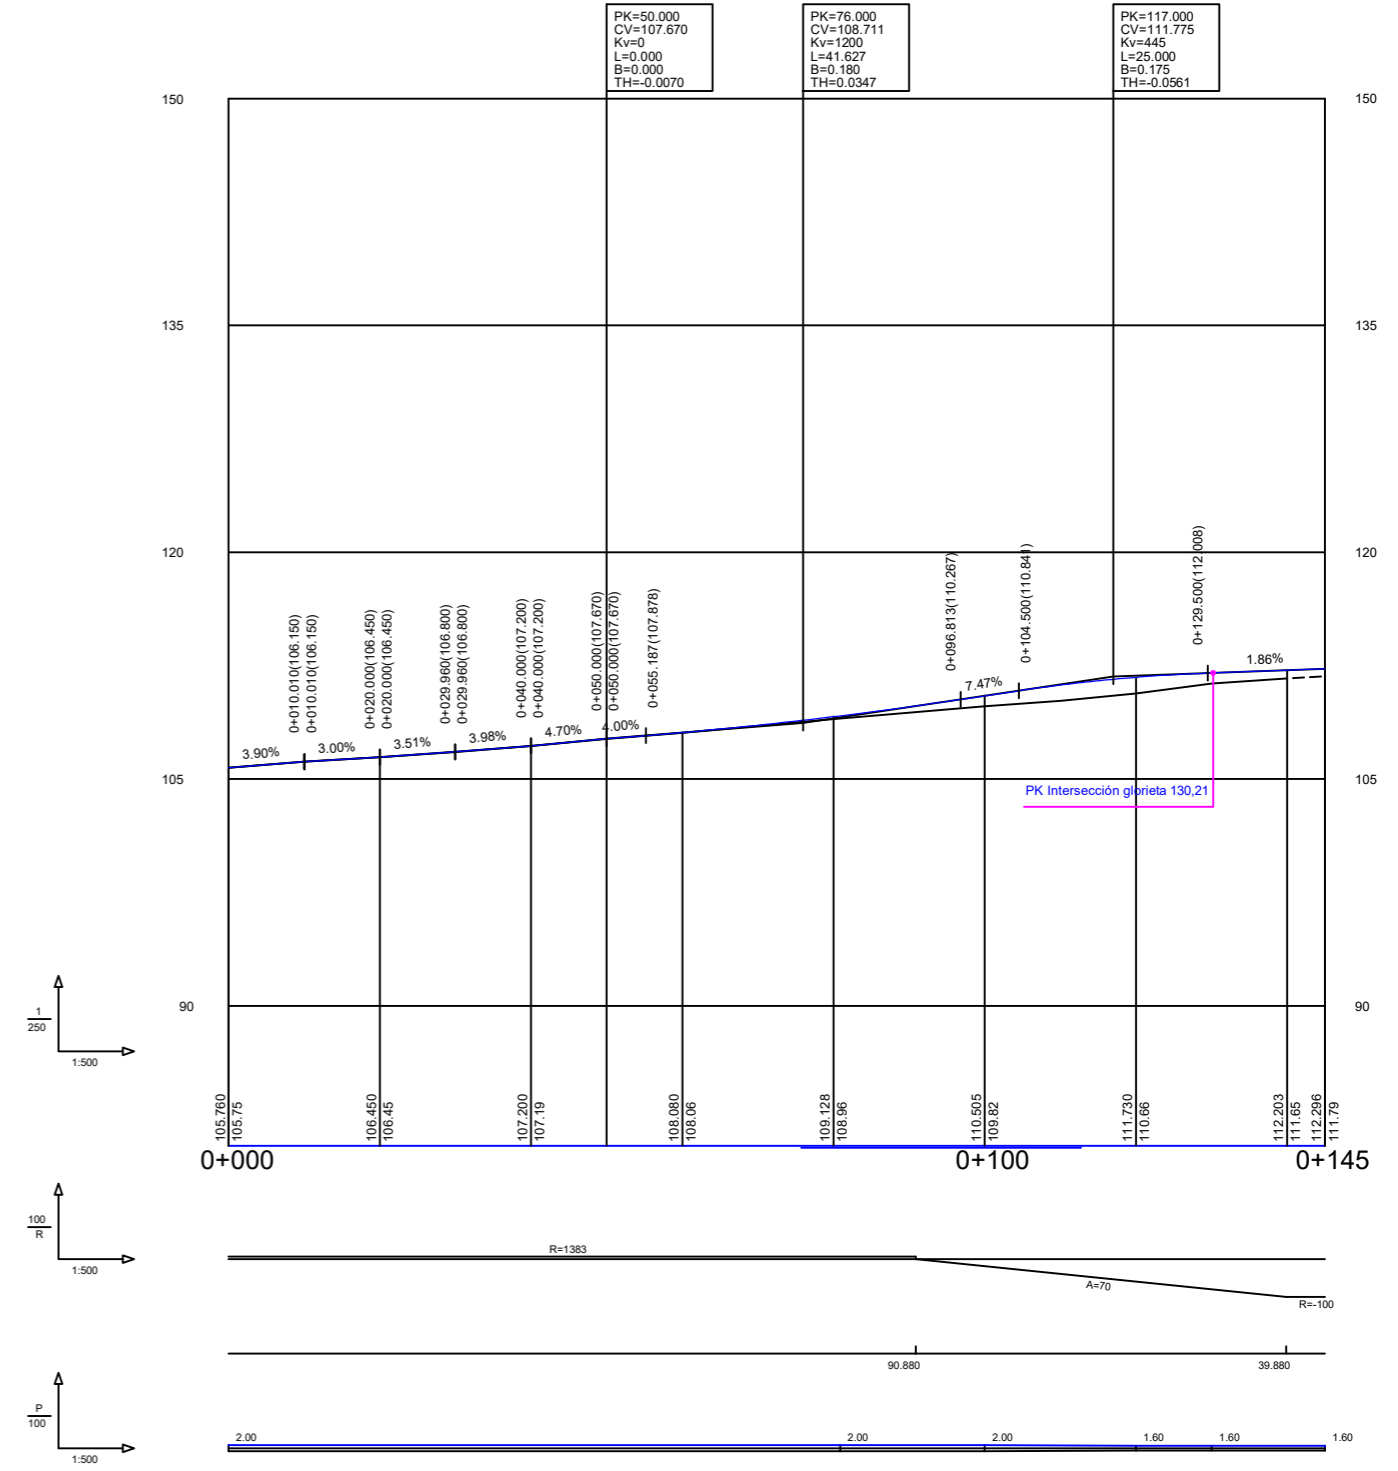 PK=50.000
CV=107.670
Kv=0
L=0.000
B=0.000
TH=-0.0070
PK=76.000
CV=108.711
Kv=1200
L=41.627
B=0.180
TH=0.0347
PK=117.000
CV=111.775
Kv=445
L=25.000
B=0.175
TH=-0.0561
150
150
135
135
120
120
0+010.010(106.150)
0+010.010(106.150)
0+020.000(106.450)
0+020.000(106.450)
0+029.960(106.800)
0+029.960(106.800)
0+040.000(107.200)
0+040.000(107.200)
0+050.000(107.670)
0+050.000(107.670)
0+055.187(107.878)
0+096.813(110.267)
0+104.500(110.841)
0+129.500(112.008)
3.90%
3.00%
3.51%
3.98%
4.70%
4.00%
7.47%
1.86%
105
105
PK Intersección glorieta 130,21
90
90
1
250
1:500
105.760
105.75
106.450
106.45
107.200
107.19
108.080
108.06
109.128
108.96
110.505
109.82
111.730
110.66
112.203
111.65
112.296
111.79
0+000
0+100
0+145
100
R
1:500
R=1383
A=70
R=-100
90.880
39.880
P
100
1:500
2.00
2.00
2.00
1.60
1.60
1.60